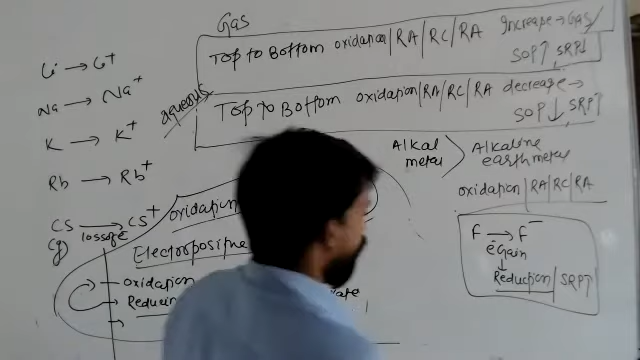 Gas
Top to Bottom oxidation/RA/RC/RA Increase → Gas/
SOP↑, SRP↓
aqueous
Top to Bottom oxidation/RA/RC/RA decrease →
SOP↓, SRP↑
Li → Li⁺
Na → Na⁺
K → K⁺
Rb → Rb⁺
Cs → Cs⁺
(g)
Alkali metal > Alkaline earth metal
oxidation/RA/RC/RA
F → F⁻
e⁻ Gain
Reduction/SRP↑
oxidation
→ oxidation